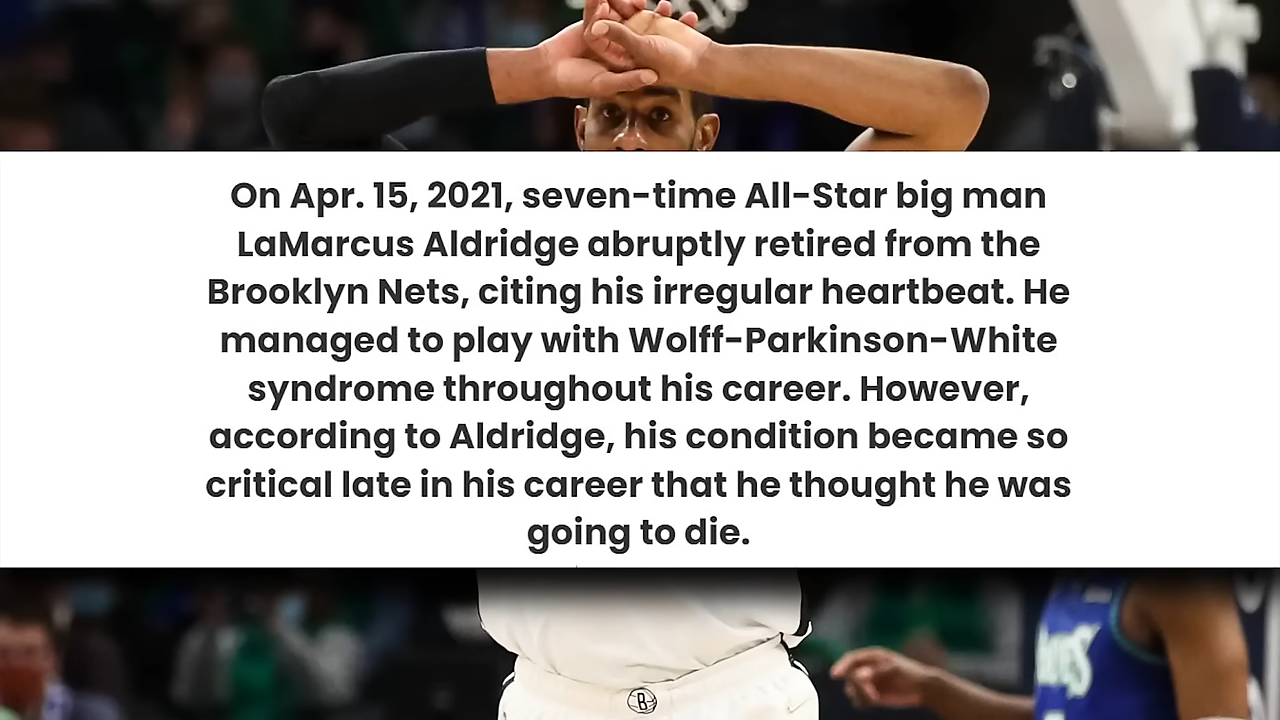 On Apr. 15, 2021, seven-time All-Star big man
LaMarcus Aldridge abruptly retired from the
Brooklyn Nets, citing his irregular heartbeat. He
managed to play with Wolff-Parkinson-White
syndrome throughout his career. However,
according to Aldridge, his condition became so
critical late in his career that he thought he was
going to die.
B